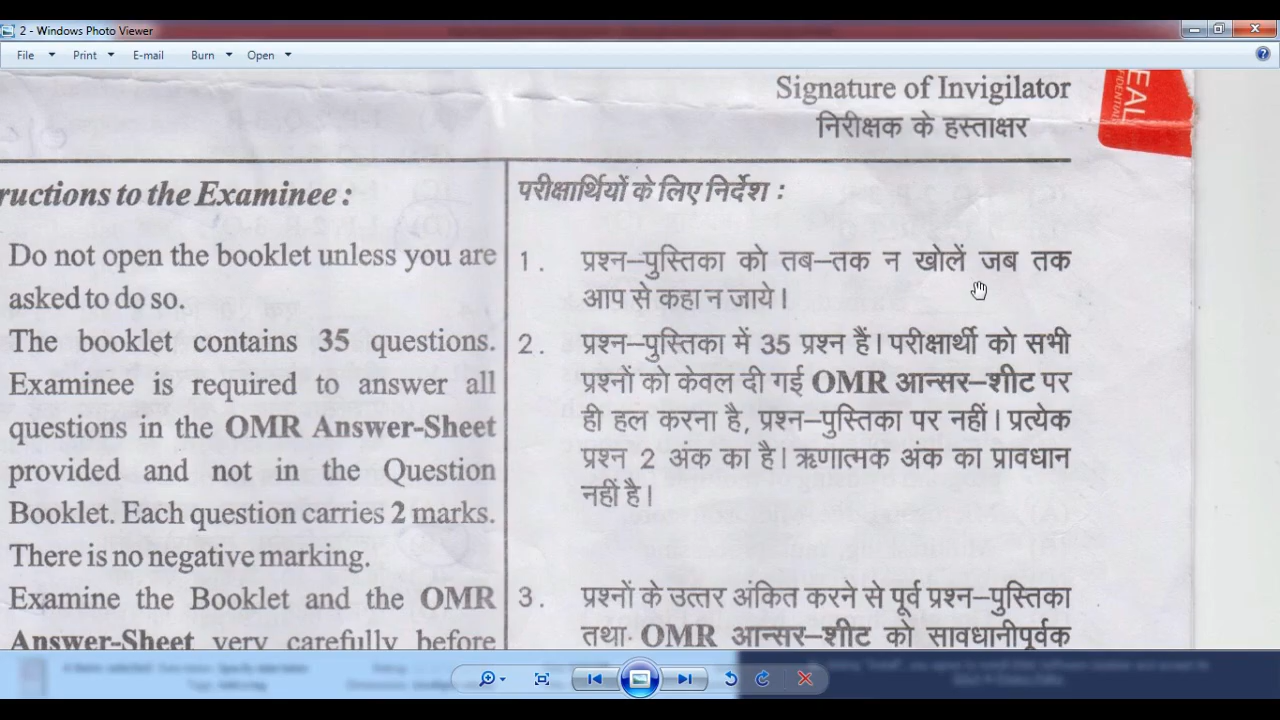 2 - Windows Photo Viewer
File Print E-mail Burn Open
Signature of Invigilator
निरीक्षक के हस्ताक्षर
EAL
ructions to the Examinee :
Do not open the booklet unless you are
asked to do so.
The booklet contains 35 questions.
Examinee is required to answer all
questions in the OMR Answer-Sheet
provided and not in the Question
Booklet. Each question carries 2 marks.
There is no negative marking.
Examine the Booklet and the OMR
Answer-Sheet very carefully before
परीक्षार्थियों के लिए निर्देश :
1. प्रश्न–पुस्तिका को तब–तक न खोलें जब तक
आप से कहा न जाये।
2. प्रश्न–पुस्तिका में 35 प्रश्न हैं। परीक्षार्थी को सभी
प्रश्नों को केवल दी गई OMR आन्सर–शीट पर
ही हल करना है, प्रश्न–पुस्तिका पर नहीं। प्रत्येक
प्रश्न 2 अंक का है। ऋणात्मक अंक का प्रावधान
नहीं है।
3. प्रश्नों के उत्तर अंकित करने से पूर्व प्रश्न–पुस्तिका
तथा OMR आन्सर–शीट को सावधानीपूर्वक